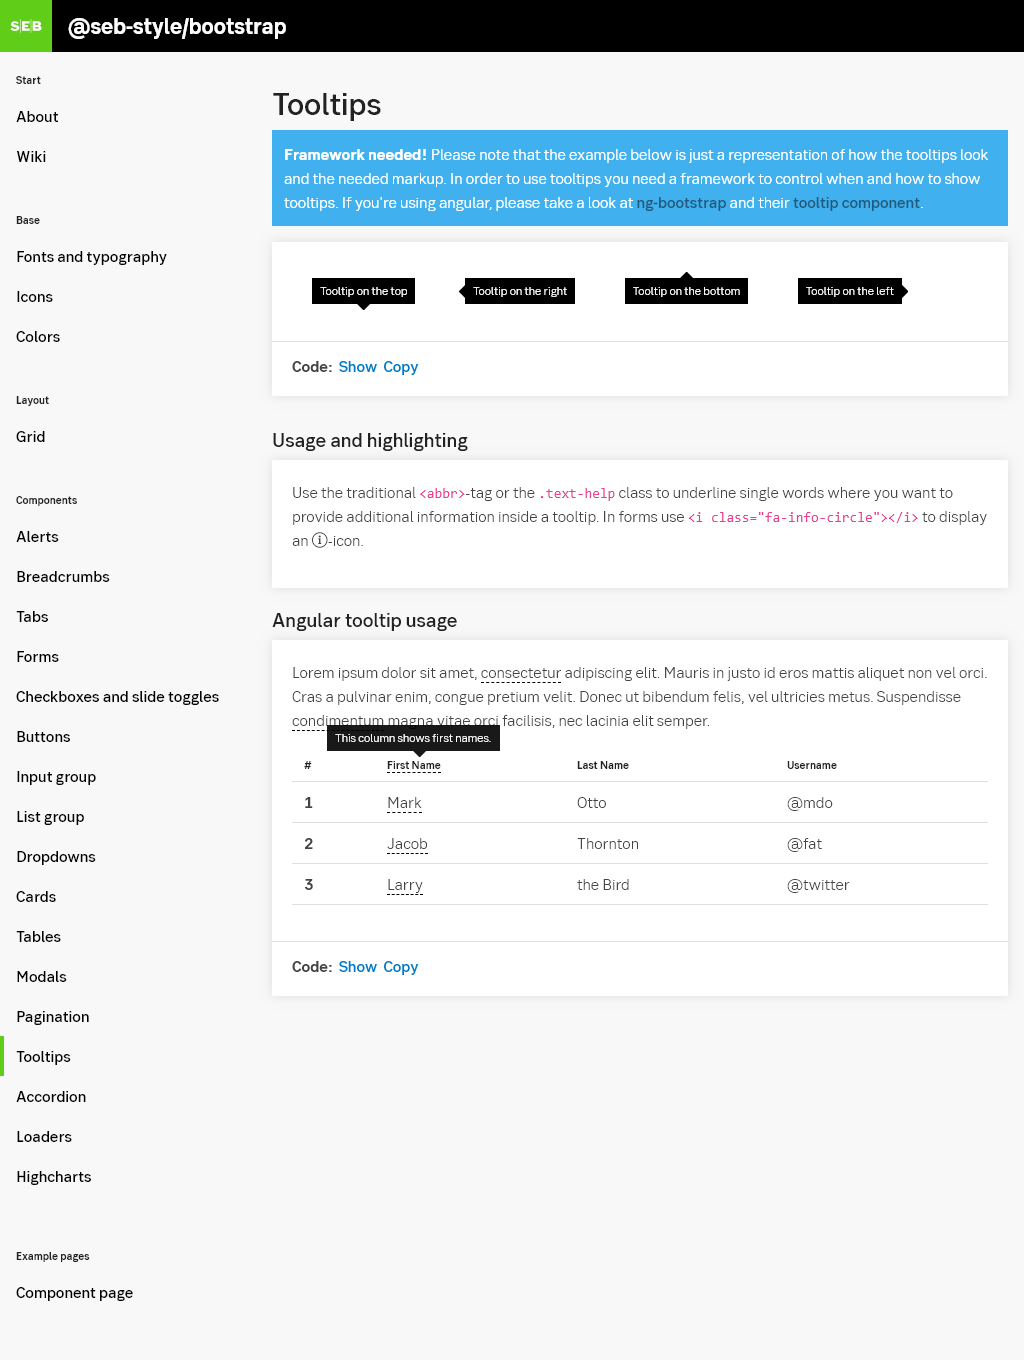 SEB
@seb-style/bootstrap
Start
About
Wiki
Base
Fonts and typography
Icons
Colors
Layout
Grid
Components
Alerts
Breadcrumbs
Tabs
Forms
Checkboxes and slide toggles
Buttons
Input group
List group
Dropdowns
Cards
Tables
Modals
Pagination
Tooltips
Accordion
Loaders
Highcharts
Example pages
Component page
Tooltips
Framework needed! Please note that the example below is just a representation of how the tooltips look
and the needed markup. In order to use tooltips you need a framework to control when and how to show
tooltips. If you're using angular, please take a look at ng-bootstrap and their tooltip component.
Tooltip on the top Tooltip on the right Tooltip on the bottom Tooltip on the left
Code: Show Copy
Usage and highlighting
Use the traditional <abbr>-tag or the .text-help class to underline single words where you want to
provide additional information inside a tooltip. In forms use <i class="fa-info-circle"></i> to display
an ⓘ-icon.
Angular tooltip usage
Lorem ipsum dolor sit amet, consectetur adipiscing elit. Mauris in justo id eros mattis aliquet non vel orci.
Cras a pulvinar enim, congue pretium velit. Donec ut bibendum felis, vel ultricies metus. Suspendisse
condimentum magna vitae orci facilisis, nec lacinia elit semper.
This column shows first names.
# First Name Last Name Username
1 Mark Otto @mdo
2 Jacob Thornton @fat
3 Larry the Bird @twitter
Code: Show Copy